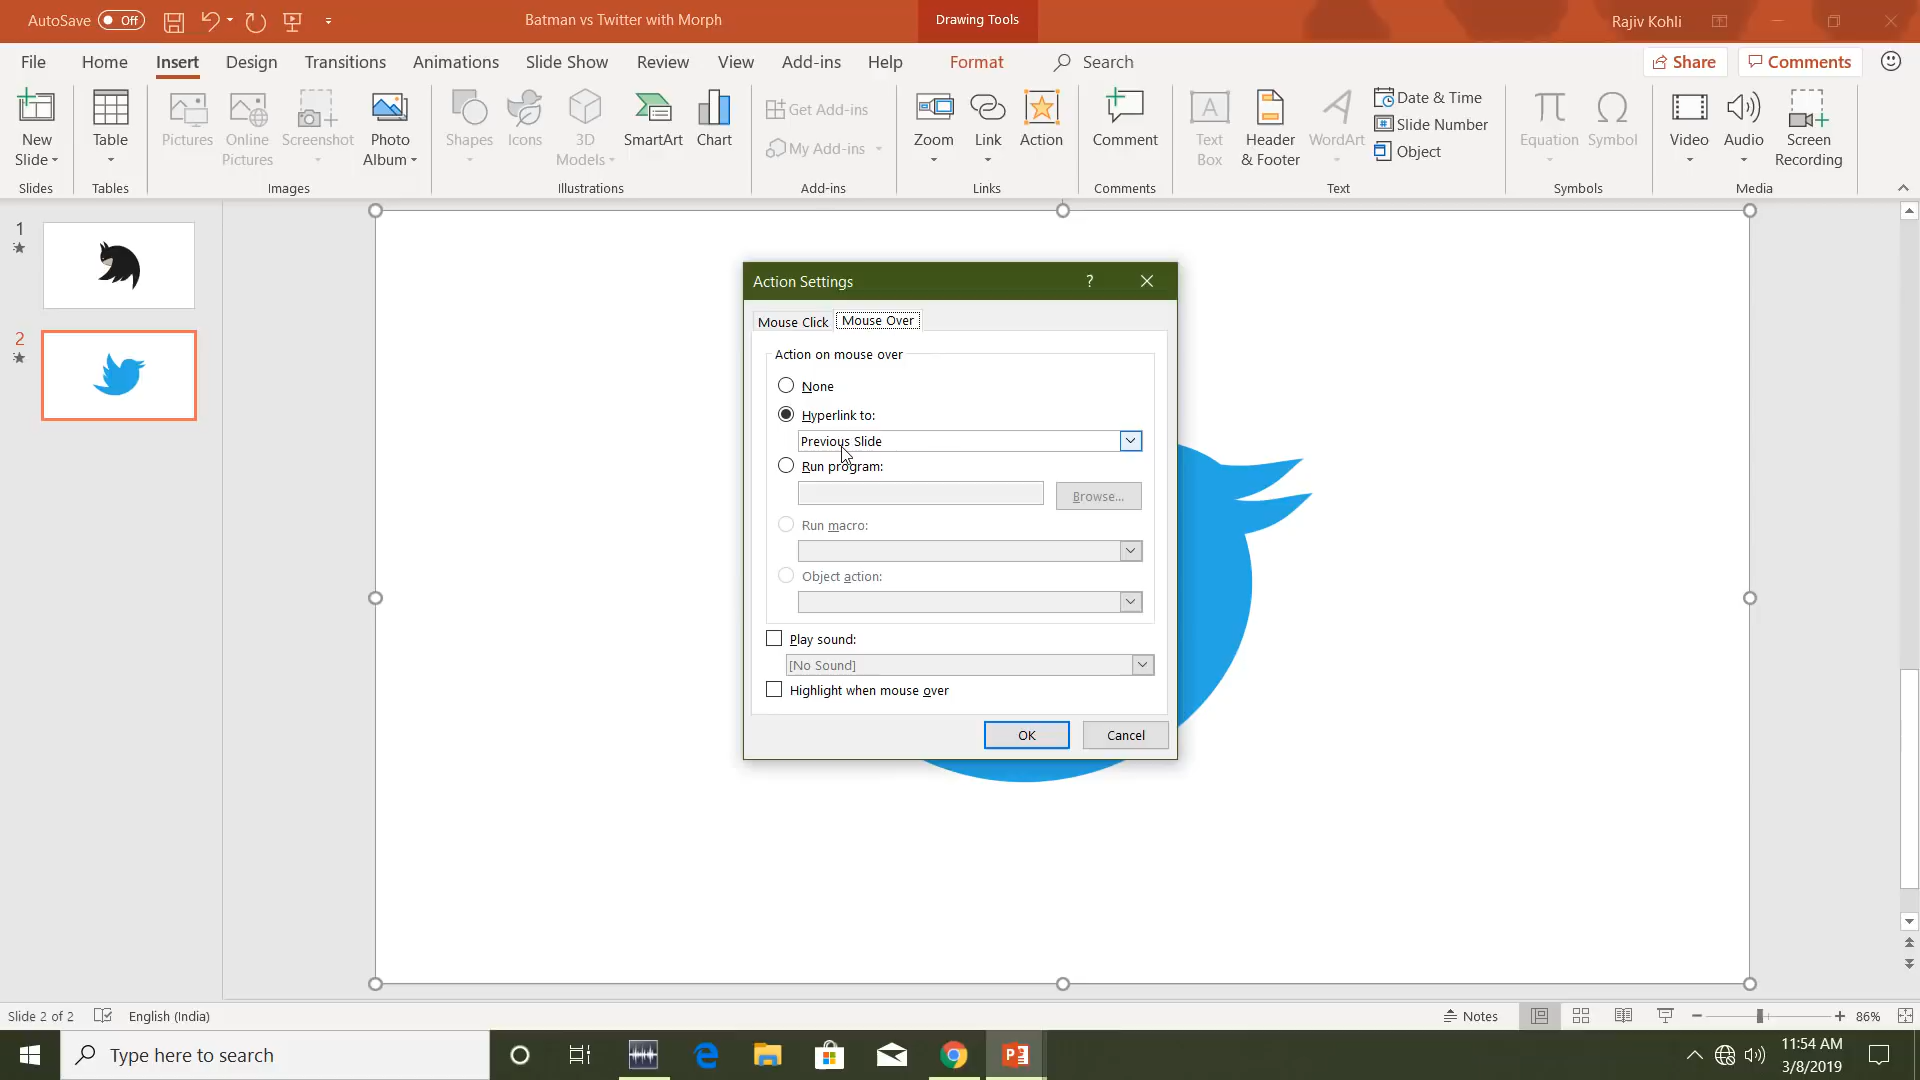 AutoSave Off
Batman vs Twitter with Morph
Drawing Tools
Rajiv Kohli
File Home Insert Design Transitions Animations Slide Show Review View Add-ins Help Format Search Share Comments
New Slide
Table
Pictures
Online Pictures
Screenshot
Photo Album
Shapes
Icons
3D Models
SmartArt
Chart
Get Add-ins
My Add-ins
Zoom
Link
Action
Comment
Text Box
Header & Footer
WordArt
Date & Time
Slide Number
Object
Equation
Symbol
Video
Audio
Screen Recording
Slides Tables Images Illustrations Add-ins Links Comments Text Symbols Media
1
2
Action Settings ?
Mouse Click Mouse Over
Action on mouse over
None
Hyperlink to:
Previous Slide
Run program:
Browse...
Run macro:
Object action:
Play sound:
[No Sound]
Highlight when mouse over
OK Cancel
Slide 2 of 2 English (India) Notes 86%
Type here to search
11:54 AM
3/8/2019